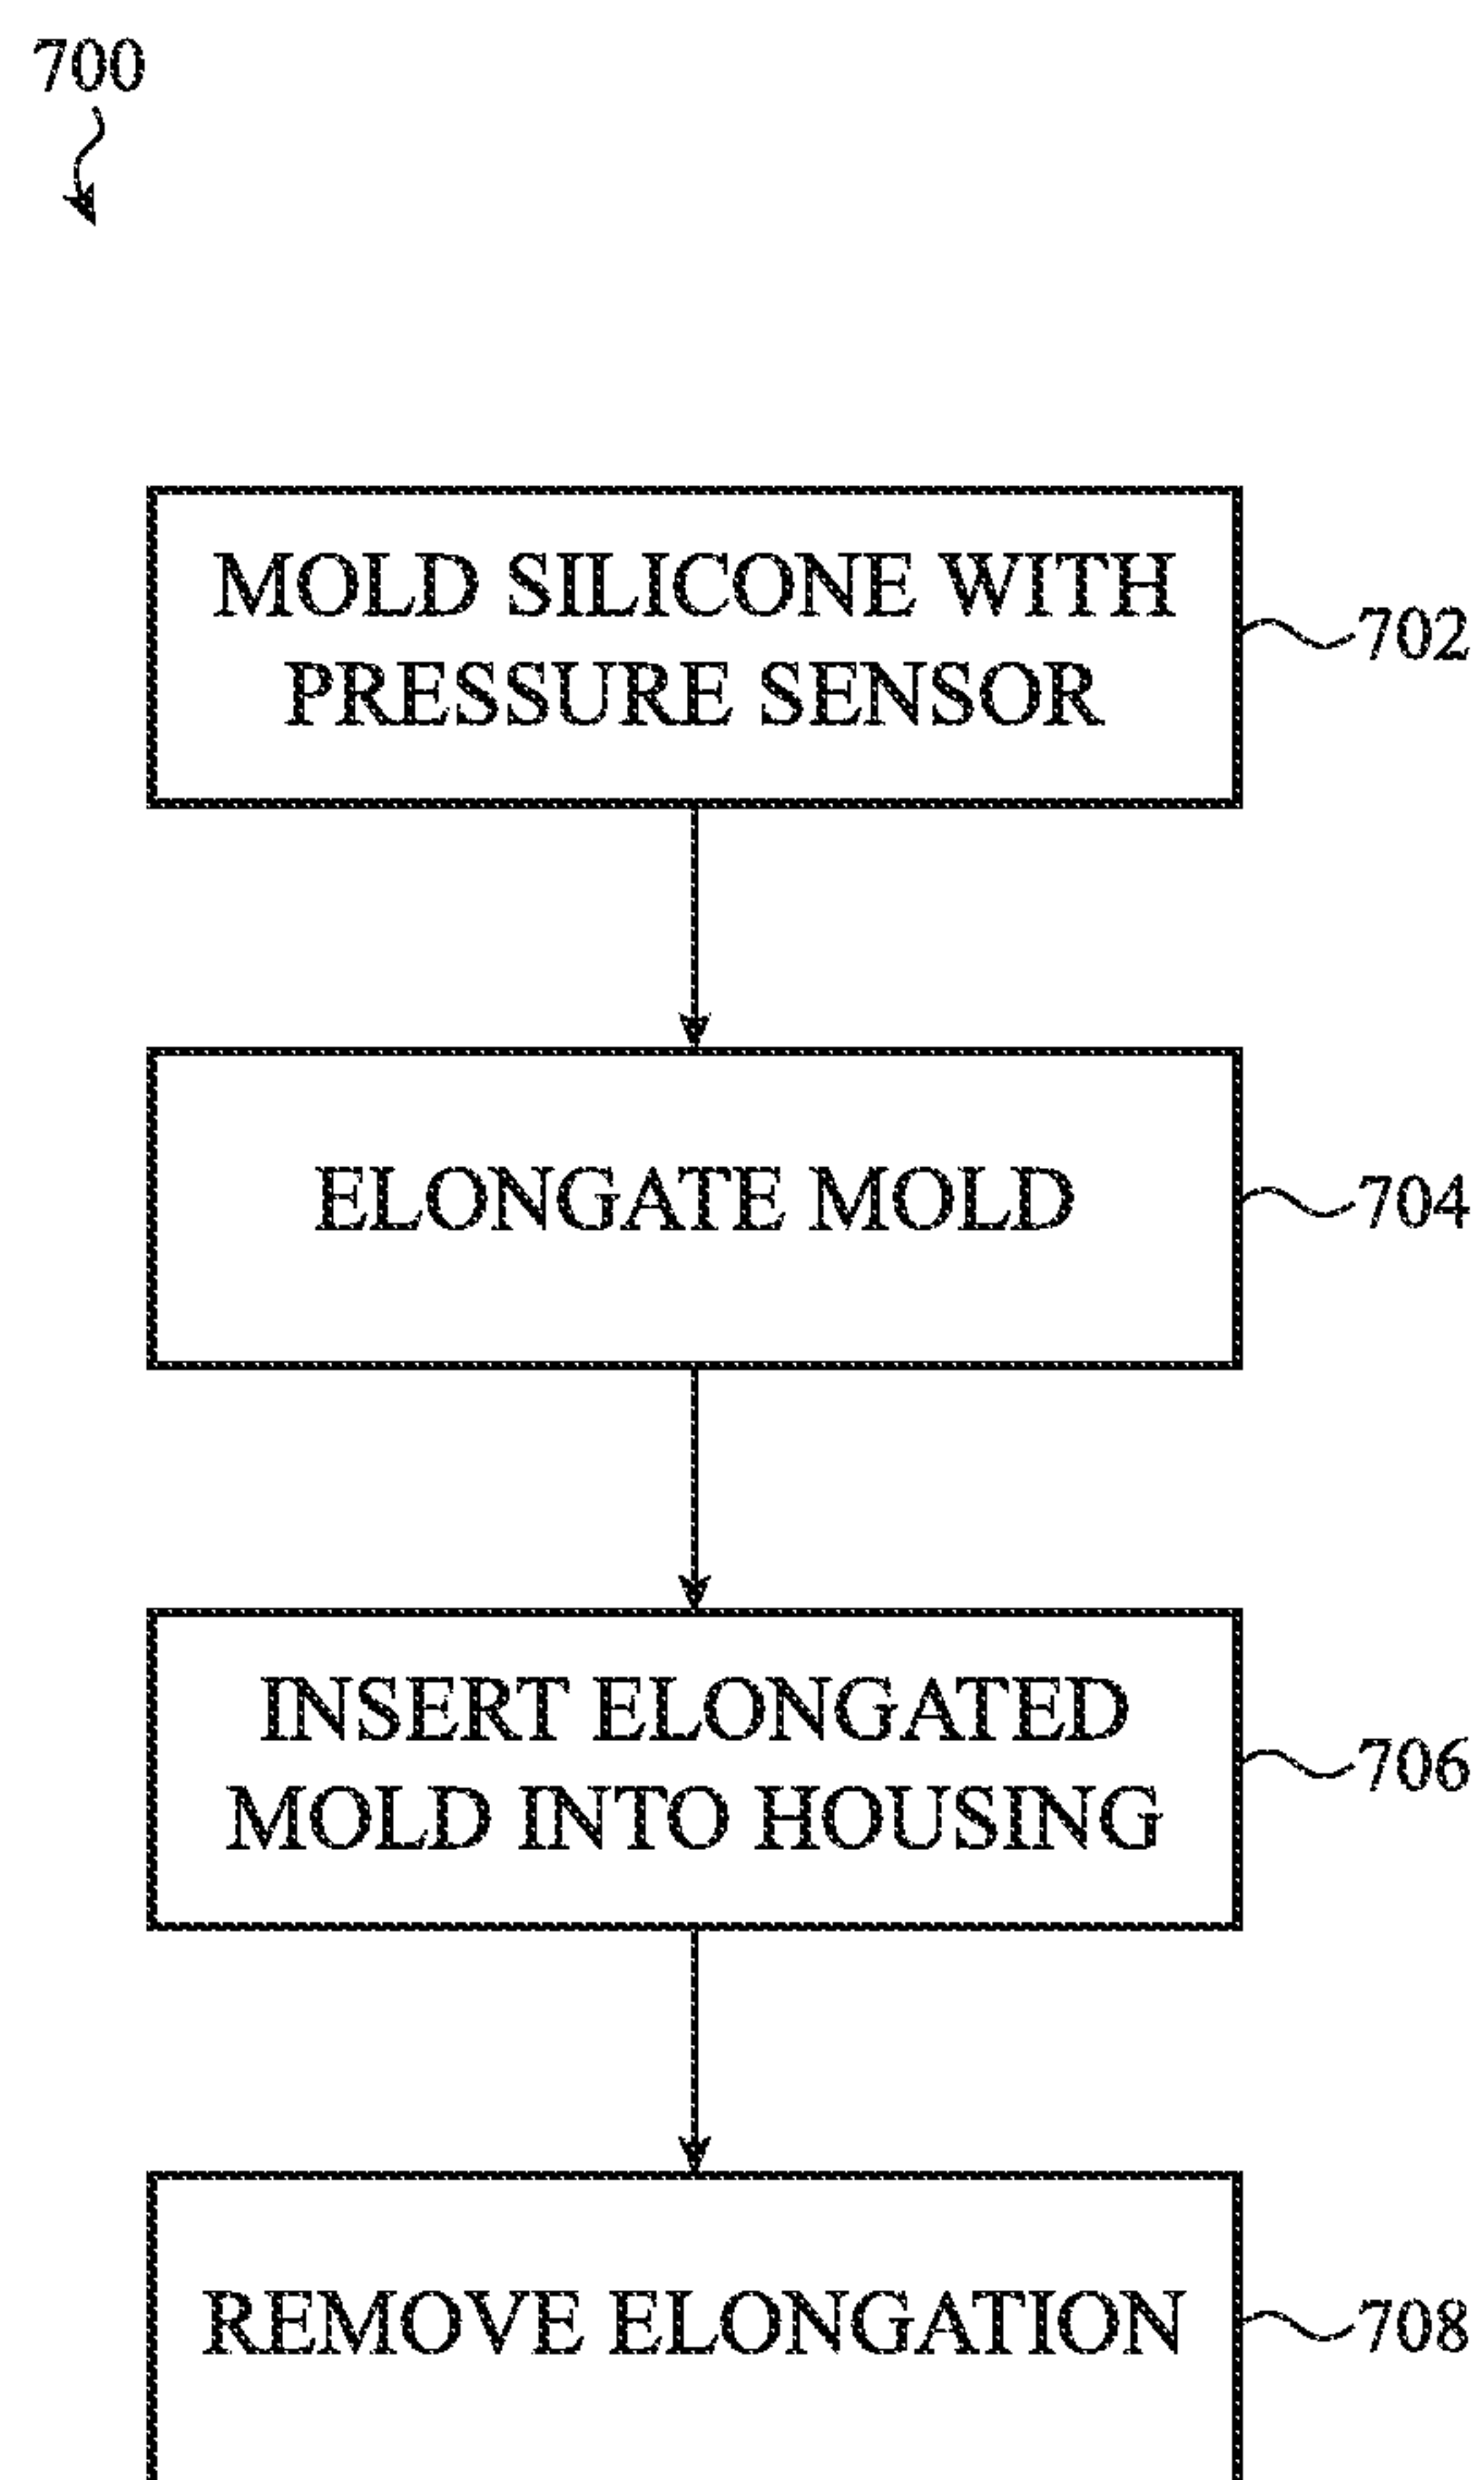 700
MOLD SILICONE WITH
PRESSURE SENSOR
702
ELONGATE MOLD
704
INSERT ELONGATED
MOLD INTO HOUSING
706
REMOVE ELONGATION
708